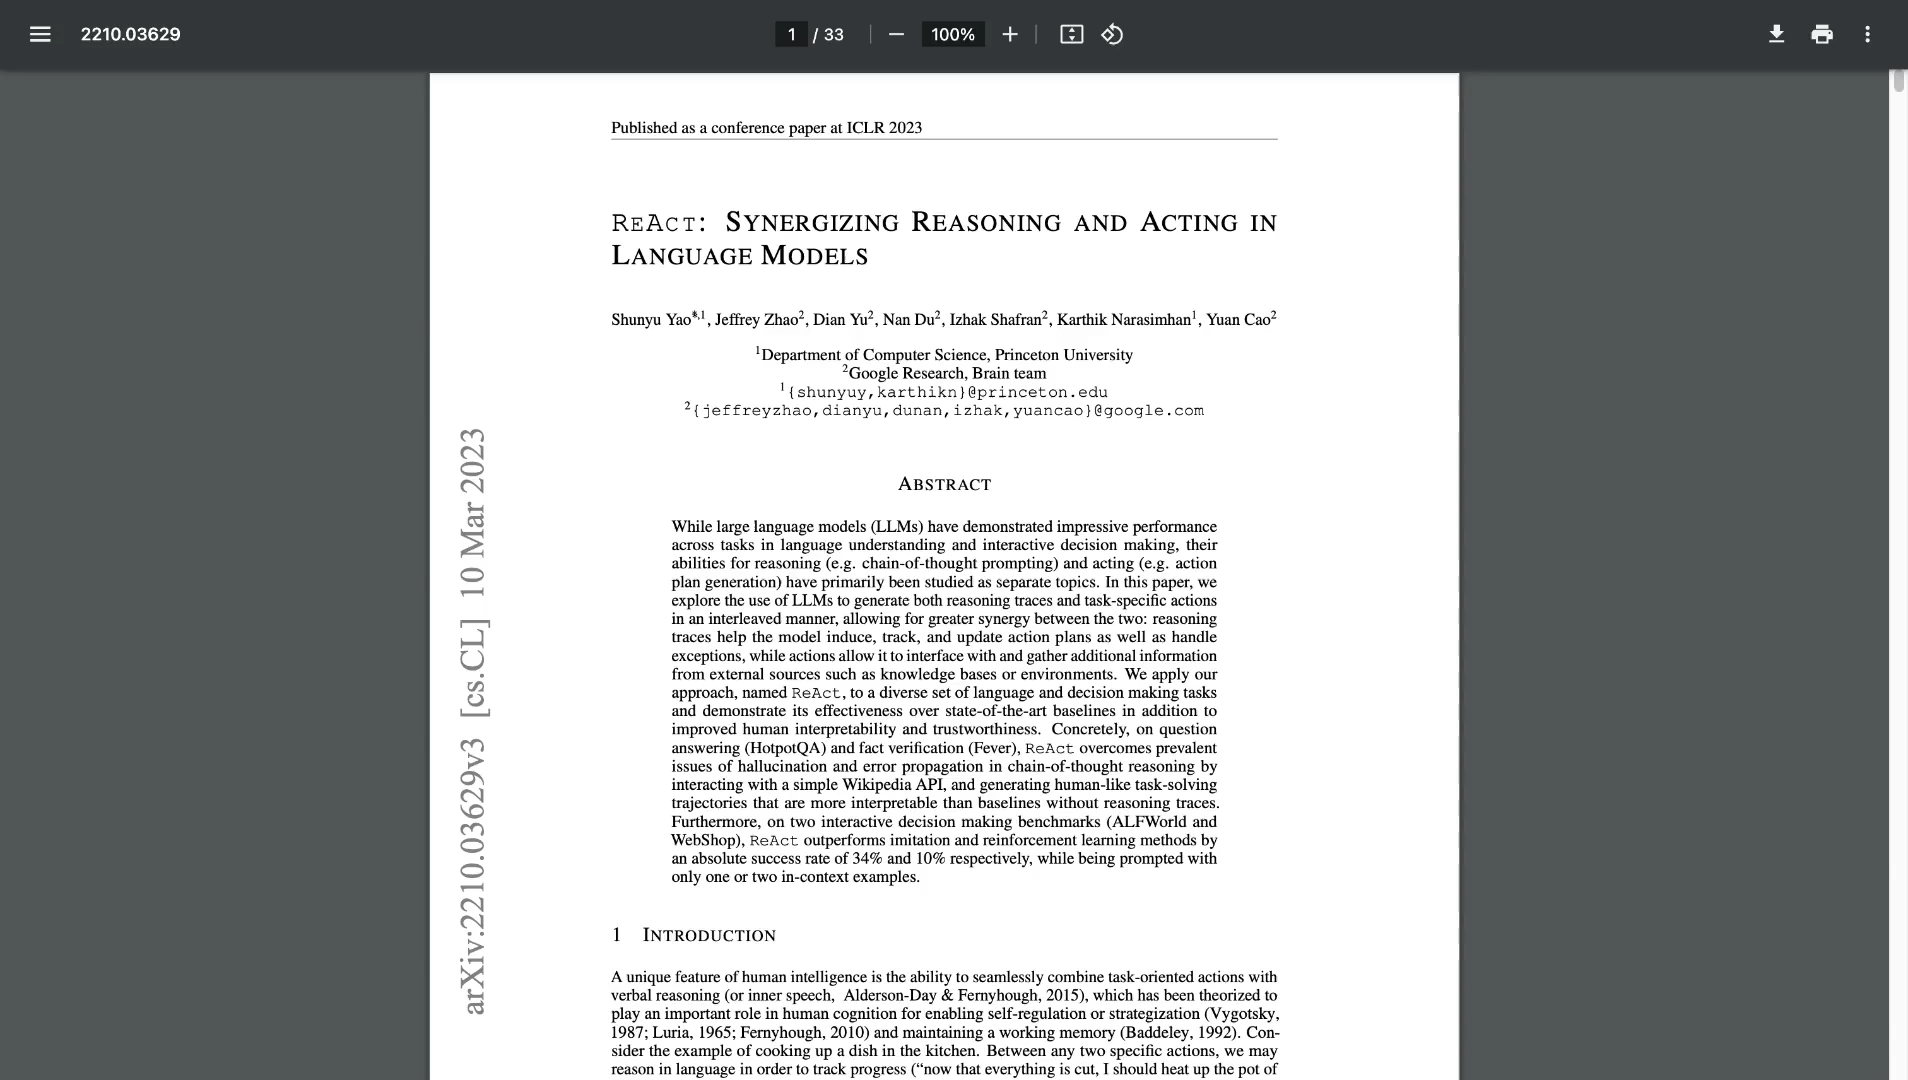 2210.03629
1 / 33
100%
Published as a conference paper at ICLR 2023
REACT: SYNERGIZING REASONING AND ACTING IN
LANGUAGE MODELS
Shunyu Yao*,1, Jeffrey Zhao2, Dian Yu2, Nan Du2, Izhak Shafran2, Karthik Narasimhan1, Yuan Cao2
1Department of Computer Science, Princeton University
2Google Research, Brain team
1{shunyuy,karthikn}@princeton.edu
2{jeffreyzhao,dianyu,dunan,izhak,yuancao}@google.com
ABSTRACT
While large language models (LLMs) have demonstrated impressive performance
across tasks in language understanding and interactive decision making, their
abilities for reasoning (e.g. chain-of-thought prompting) and acting (e.g. action
plan generation) have primarily been studied as separate topics. In this paper, we
explore the use of LLMs to generate both reasoning traces and task-specific actions
in an interleaved manner, allowing for greater synergy between the two: reasoning
traces help the model induce, track, and update action plans as well as handle
exceptions, while actions allow it to interface with and gather additional information
from external sources such as knowledge bases or environments. We apply our
approach, named ReAct, to a diverse set of language and decision making tasks
and demonstrate its effectiveness over state-of-the-art baselines in addition to
improved human interpretability and trustworthiness. Concretely, on question
answering (HotpotQA) and fact verification (Fever), ReAct overcomes prevalent
issues of hallucination and error propagation in chain-of-thought reasoning by
interacting with a simple Wikipedia API, and generating human-like task-solving
trajectories that are more interpretable than baselines without reasoning traces.
Furthermore, on two interactive decision making benchmarks (ALFWorld and
WebShop), ReAct outperforms imitation and reinforcement learning methods by
an absolute success rate of 34% and 10% respectively, while being prompted with
only one or two in-context examples.
1 INTRODUCTION
A unique feature of human intelligence is the ability to seamlessly combine task-oriented actions with
verbal reasoning (or inner speech, Alderson-Day & Fernyhough, 2015), which has been theorized to
play an important role in human cognition for enabling self-regulation or strategization (Vygotsky,
1987; Luria, 1965; Fernyhough, 2010) and maintaining a working memory (Baddeley, 1992). Con-
sider the example of cooking up a dish in the kitchen. Between any two specific actions, we may
reason in language in order to track progress (“now that everything is cut, I should heat up the pot of
arXiv:2210.03629v3 [cs.CL] 10 Mar 2023